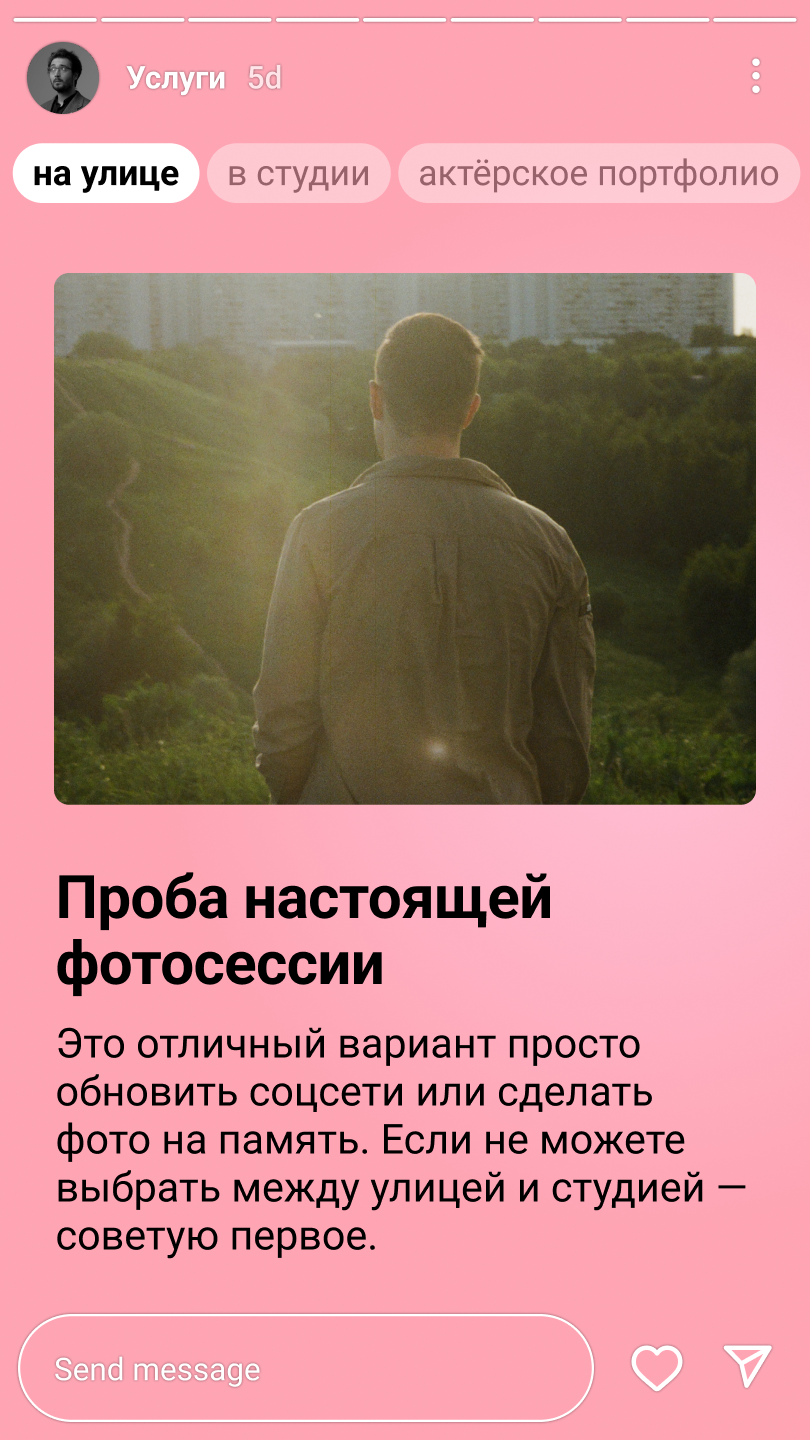 Услуги 5d
на улице в студии актёрское портфолио
Проба настоящей
фотосессии
Это отличный вариант просто
обновить соцсети или сделать
фото на память. Если не можете
выбрать между улицей и студией —
советую первое.
Send message